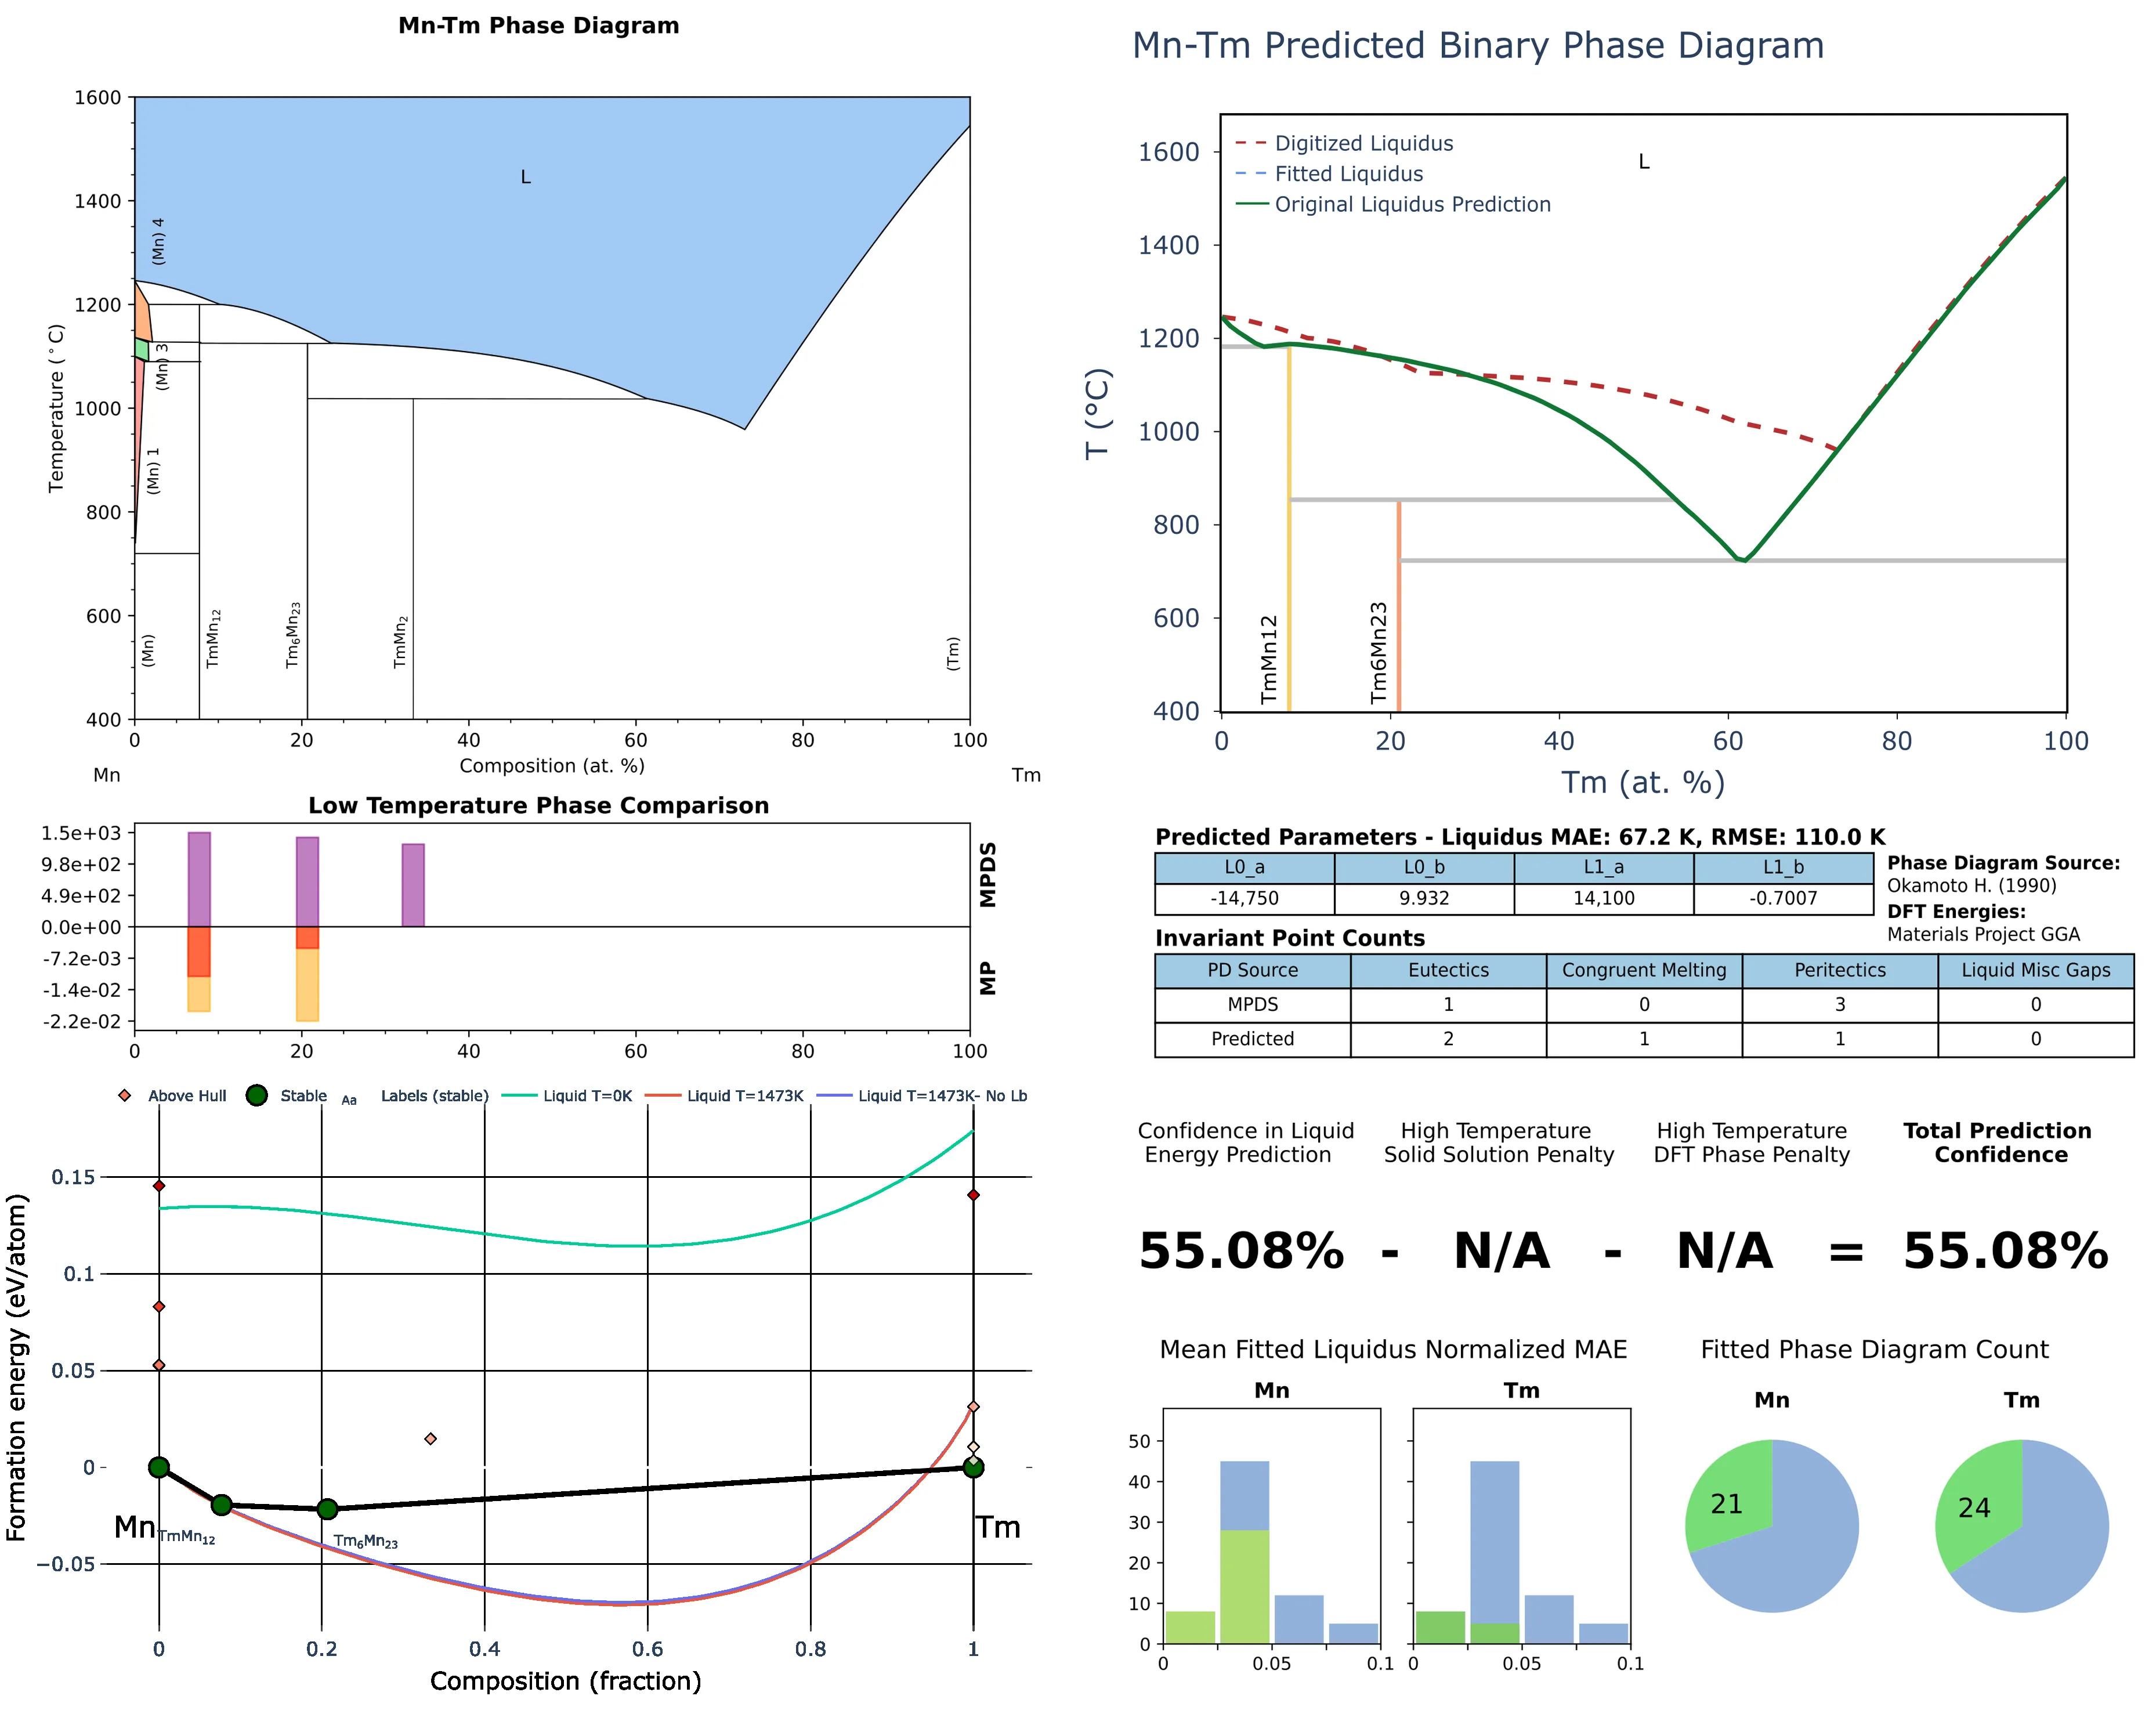 Mn-Tm Phase Diagram
1600
1400
1200
1000
800
600
400
Temperature (°C)
L
(Mn) 4
(Mn) 3
(Mn) 1
(Mn)
TmMn12
Tm6Mn23
TmMn2
(Tm)
0 20 40 60 80 100
Mn Composition (at. %) Tm
Low Temperature Phase Comparison
1.5e+03
9.8e+02
4.9e+02
0.0e+00
-7.2e-03
-1.4e-02
-2.2e-02
MPDS
MP
0 20 40 60 80 100
Above Hull Stable Aa Labels (stable) Liquid T=0K Liquid T=1473K Liquid T=1473K- No Lb
0.15
0.1
0.05
0
−0.05
Formation energy (eV/atom)
Mn TmMn12 Tm6Mn23 Tm
0 0.2 0.4 0.6 0.8 1
Composition (fraction)
Mn-Tm Predicted Binary Phase Diagram
Digitized Liquidus
Fitted Liquidus
Original Liquidus Prediction
L
1600
1400
1200
1000
800
600
400
T (°C)
TmMn12
Tm6Mn23
0 20 40 60 80 100
Tm (at. %)
Predicted Parameters - Liquidus MAE: 67.2 K, RMSE: 110.0 K
L0_a L0_b L1_a L1_b
-14,750 9.932 14,100 -0.7007
Phase Diagram Source:
Okamoto H. (1990)
DFT Energies:
Materials Project GGA
Invariant Point Counts
PD Source Eutectics Congruent Melting Peritectics Liquid Misc Gaps
MPDS 1 0 3 0
Predicted 2 1 1 0
Confidence in Liquid
Energy Prediction
High Temperature
Solid Solution Penalty
High Temperature
DFT Phase Penalty
Total Prediction
Confidence
55.08% - N/A - N/A = 55.08%
Mean Fitted Liquidus Normalized MAE
Mn Tm
50
40
30
20
10
0
0 0.05 0.1 0 0.05 0.1
Fitted Phase Diagram Count
Mn Tm
21 24